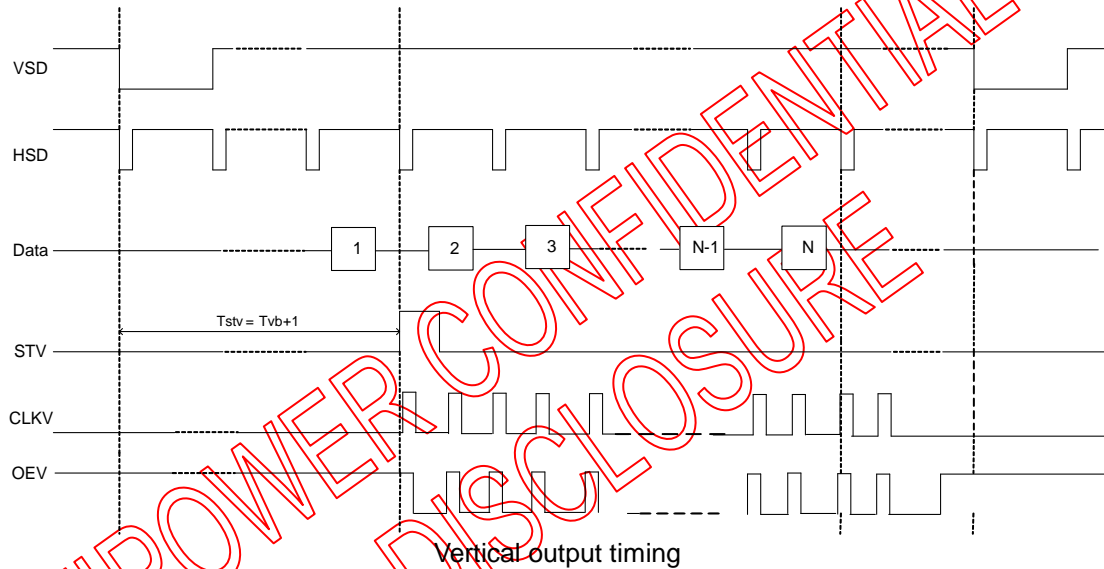 VSD
HSD
Data
1
2
3
N-1
N
Tstv = Tvb+1
STV
CLKV
OEV
Vertical output timing
POWER CONFIDENTIAL
DISCLOSURE